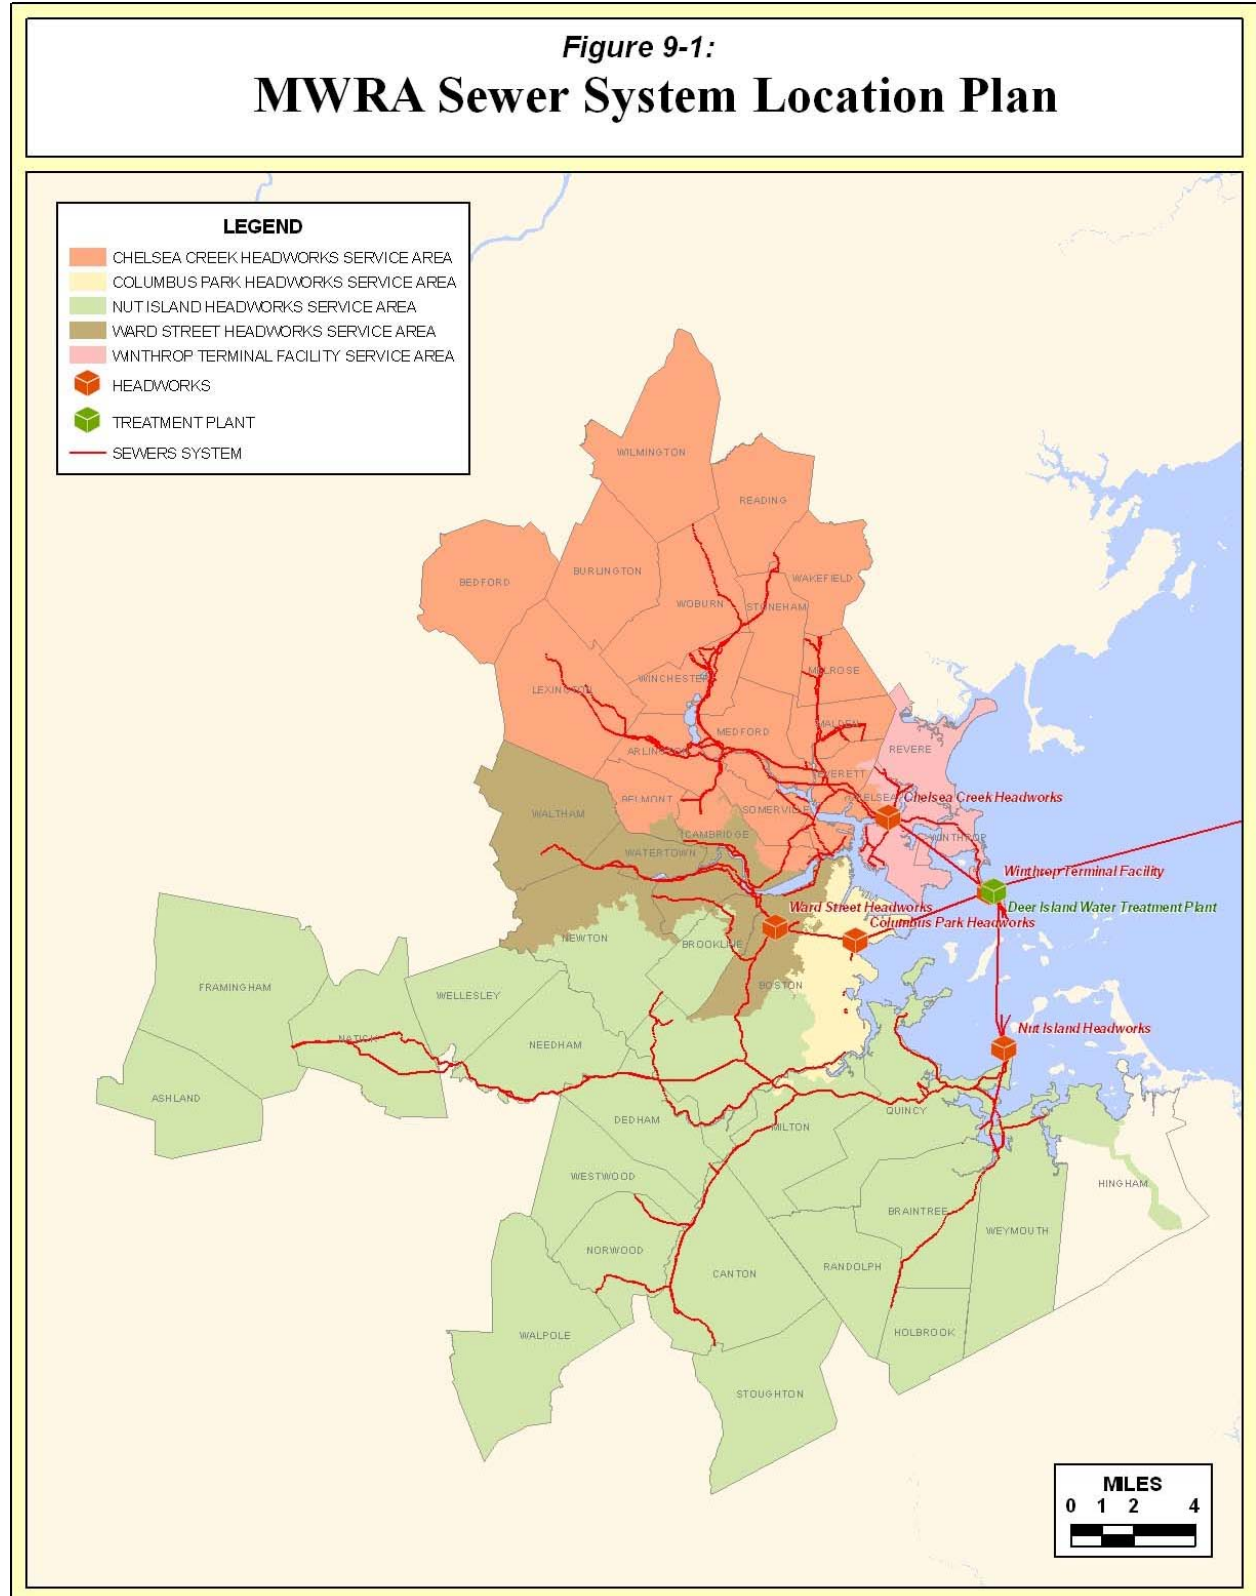 Figure 9-1:
MWRA Sewer System Location Plan
LEGEND
CHELSEA CREEK HEADWORKS SERVICE AREA
COLUMBUS PARK HEADWORKS SERVICE AREA
NUT ISLAND HEADWORKS SERVICE AREA
WARD STREET HEADWORKS SERVICE AREA
WINTHROP TERMINAL FACILITY SERVICE AREA
HEADWORKS
TREATMENT PLANT
SEWERS SYSTEM
WILMINGTON
READING
BURLINGTON
BEDFORD
WAKEFIELD
WOBURN
STONEHAM
MELROSE
WINCHESTER
LEXINGTON
MALDEN
MEDFORD
REVERE
ARLINGTON
EVERETT
CHELSEA
Chelsea Creek Headworks
BELMONT
SOMERVILLE
WALTHAM
CAMBRIDGE
WINTHROP
WATERTOWN
Winthrop Terminal Facility
Ward Street Headworks
Deer Island Water Treatment Plant
Columbus Park Headworks
NEWTON
BROOKLINE
BOSTON
FRAMINGHAM
WELLESLEY
Nut Island Headworks
NATICK
NEEDHAM
ASHLAND
QUINCY
DEDHAM
MILTON
WESTWOOD
HINGHAM
BRAINTREE
WEYMOUTH
NORWOOD
RANDOLPH
CANTON
HOLBROOK
WALPOLE
STOUGHTON
MILES
0 1 2 4